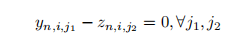 y_{n,i,j_1} − z_{n,i,j_2} = 0, ∀j_1, j_2